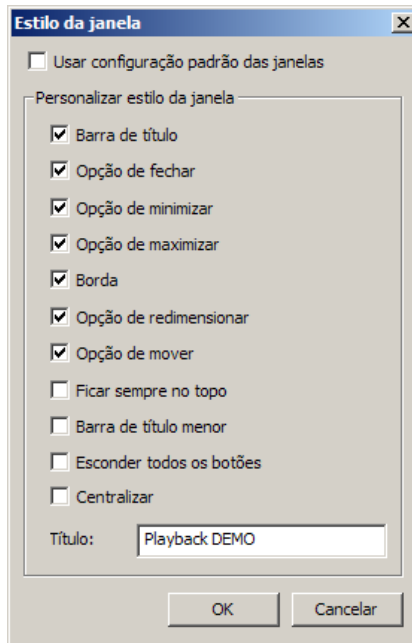 Estilo da janela
Usar configuração padrão das janelas
Personalizar estilo da janela
Barra de título
Opção de fechar
Opção de minimizar
Opção de maximizar
Borda
Opção de redimensionar
Opção de mover
Ficar sempre no topo
Barra de título menor
Esconder todos os botões
Centralizar
Título: Playback DEMO
OK Cancelar